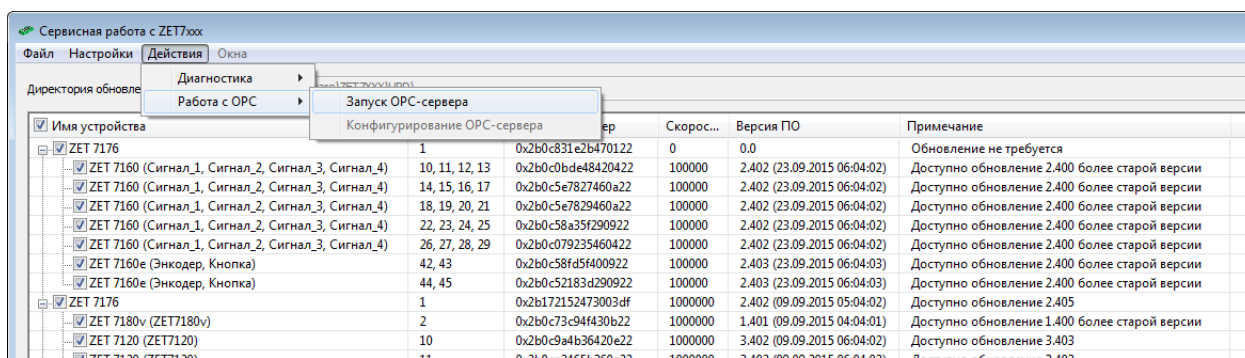 Сервисная работа с ZET7xxx
Файл Настройки Действия Окна
Диагностика
Директория обновле
Работа с OPC Запуск OPC-сервера
Конфигурирование OPC-сервера
Имя устройства Скорос... Версия ПО Примечание
ZET 7176 1 0x2b0c831e2b470122 0 0.0 Обновление не требуется
ZET 7160 (Сигнал_1, Сигнал_2, Сигнал_3, Сигнал_4) 10, 11, 12, 13 0x2b0c0bde48420422 100000 2.402 (23.09.2015 06:04:02) Доступно обновление 2.400 более старой версии
ZET 7160 (Сигнал_1, Сигнал_2, Сигнал_3, Сигнал_4) 14, 15, 16, 17 0x2b0c5e7827460a22 100000 2.402 (23.09.2015 06:04:02) Доступно обновление 2.400 более старой версии
ZET 7160 (Сигнал_1, Сигнал_2, Сигнал_3, Сигнал_4) 18, 19, 20, 21 0x2b0c5e7829460a22 100000 2.402 (23.09.2015 06:04:02) Доступно обновление 2.400 более старой версии
ZET 7160 (Сигнал_1, Сигнал_2, Сигнал_3, Сигнал_4) 22, 23, 24, 25 0x2b0c58a35f290922 100000 2.402 (23.09.2015 06:04:02) Доступно обновление 2.400 более старой версии
ZET 7160 (Сигнал_1, Сигнал_2, Сигнал_3, Сигнал_4) 26, 27, 28, 29 0x2b0c079235460422 100000 2.402 (23.09.2015 06:04:02) Доступно обновление 2.400 более старой версии
ZET 7160e (Энкодер, Кнопка) 42, 43 0x2b0c58fd5f400922 100000 2.403 (23.09.2015 06:04:03) Доступно обновление 2.400 более старой версии
ZET 7160e (Энкодер, Кнопка) 44, 45 0x2b0c52183d290922 100000 2.403 (23.09.2015 06:04:03) Доступно обновление 2.400 более старой версии
ZET 7176 1 0x2b172152473003df 1000000 2.402 (09.09.2015 05:04:02) Доступно обновление 2.405
ZET 7180v (ZET7180v) 2 0x2b0c73c94f430b22 1000000 1.401 (09.09.2015 04:04:01) Доступно обновление 1.400 более старой версии
ZET 7120 (ZET7120) 10 0x2b0c9a4b36420e22 1000000 3.402 (09.09.2015 06:04:02) Доступно обновление 3.403